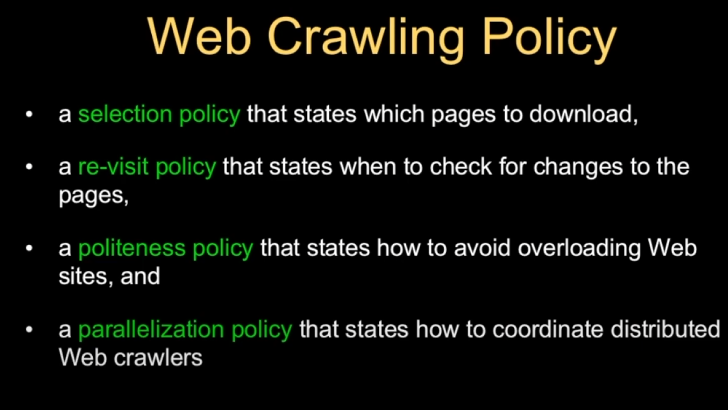 Web Crawling Policy
• a selection policy that states which pages to download,
• a re-visit policy that states when to check for changes to the
pages,
• a politeness policy that states how to avoid overloading Web
sites, and
• a parallelization policy that states how to coordinate distributed
Web crawlers